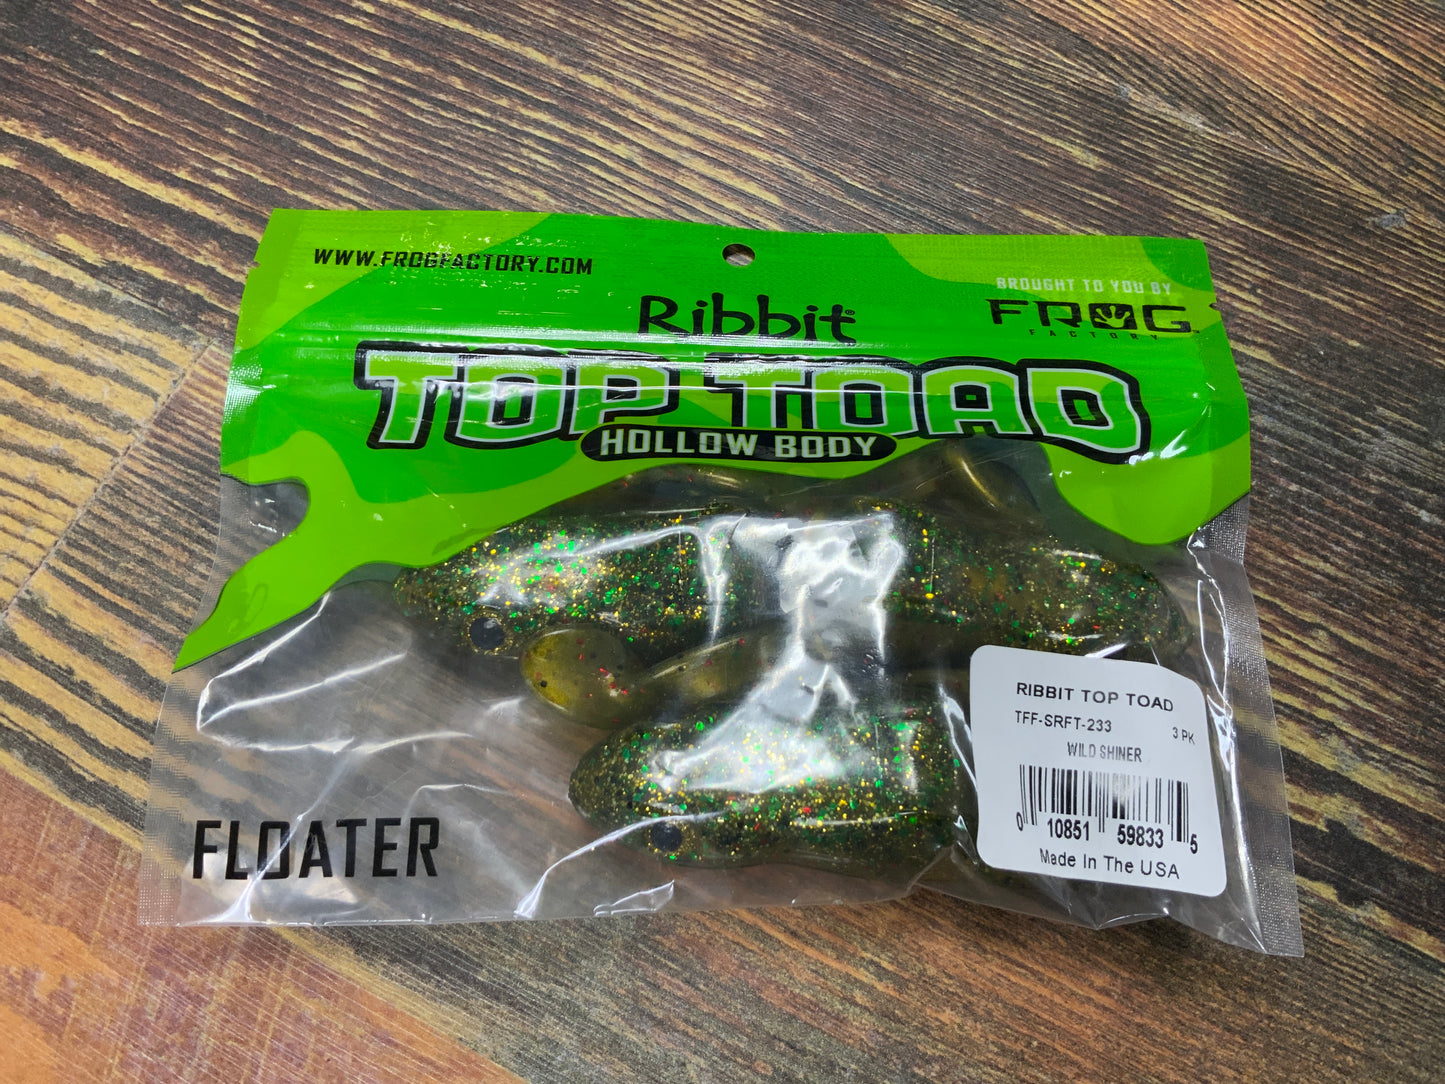 WWW.FROGFACTORY.COM
BROUGHT TO YOU BY
FROG™
FACTORY
Ribbit®
TOP TOAD
HOLLOW BODY
FLOATER
RIBBIT TOP TOAD
TFF-SRFT-233 3 PK
WILD SHINER
0 10851 59833 5
Made In The USA